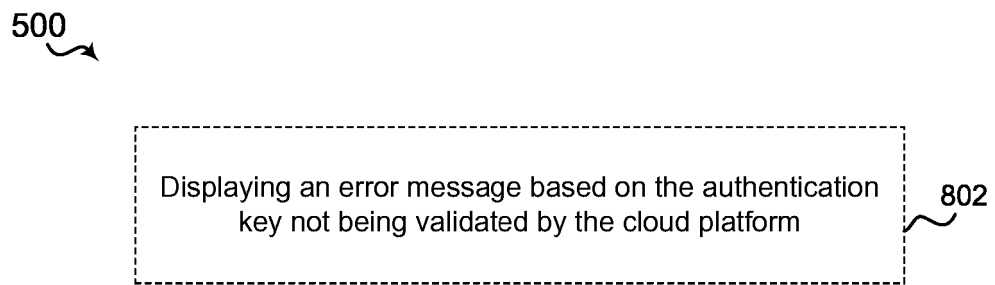 500
Displaying an error message based on the authentication
key not being validated by the cloud platform
802